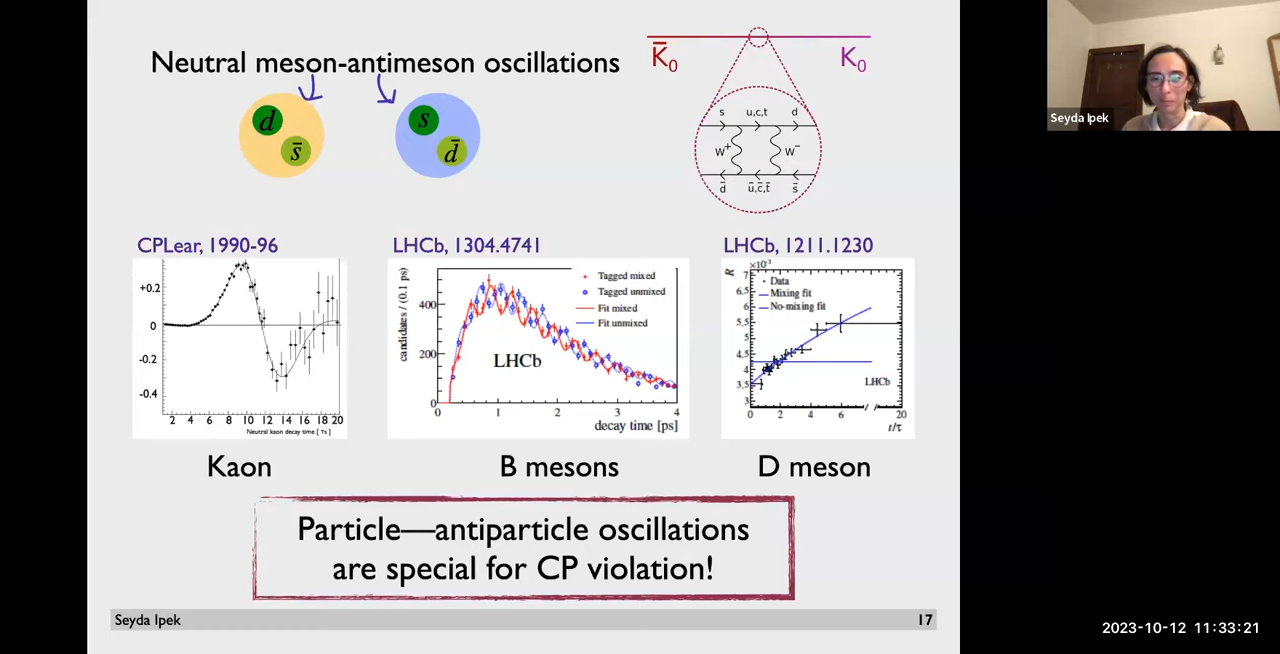 Neutral meson-antimeson oscillations
d
s̄
s
d̄
K̄0
K0
s u,c,t d
W+ W−
d̄ ū,c̄,t̄ s̄
Seyda Ipek
CPLear, 1990-96
+0.2
0
-0.2
-0.4
2 4 6 8 10 12 14 16 18 20
Neutral kaon decay time [τs]
Kaon
LHCb, 1304.4741
candidates / (0.1 ps)
400
200
0
Tagged mixed
Tagged unmixed
Fit mixed
Fit unmixed
LHCb
0 1 2 3 4
decay time [ps]
B mesons
LHCb, 1211.1230
×10⁻³
R
7
6.5
6
5.5
5
4.5
4
3.5
3
Data
Mixing fit
No-mixing fit
LHCb
0 2 4 6 20
t/τ
D meson
Particle—antiparticle oscillations
are special for CP violation!
Seyda Ipek 17
2023-10-12 11:33:21